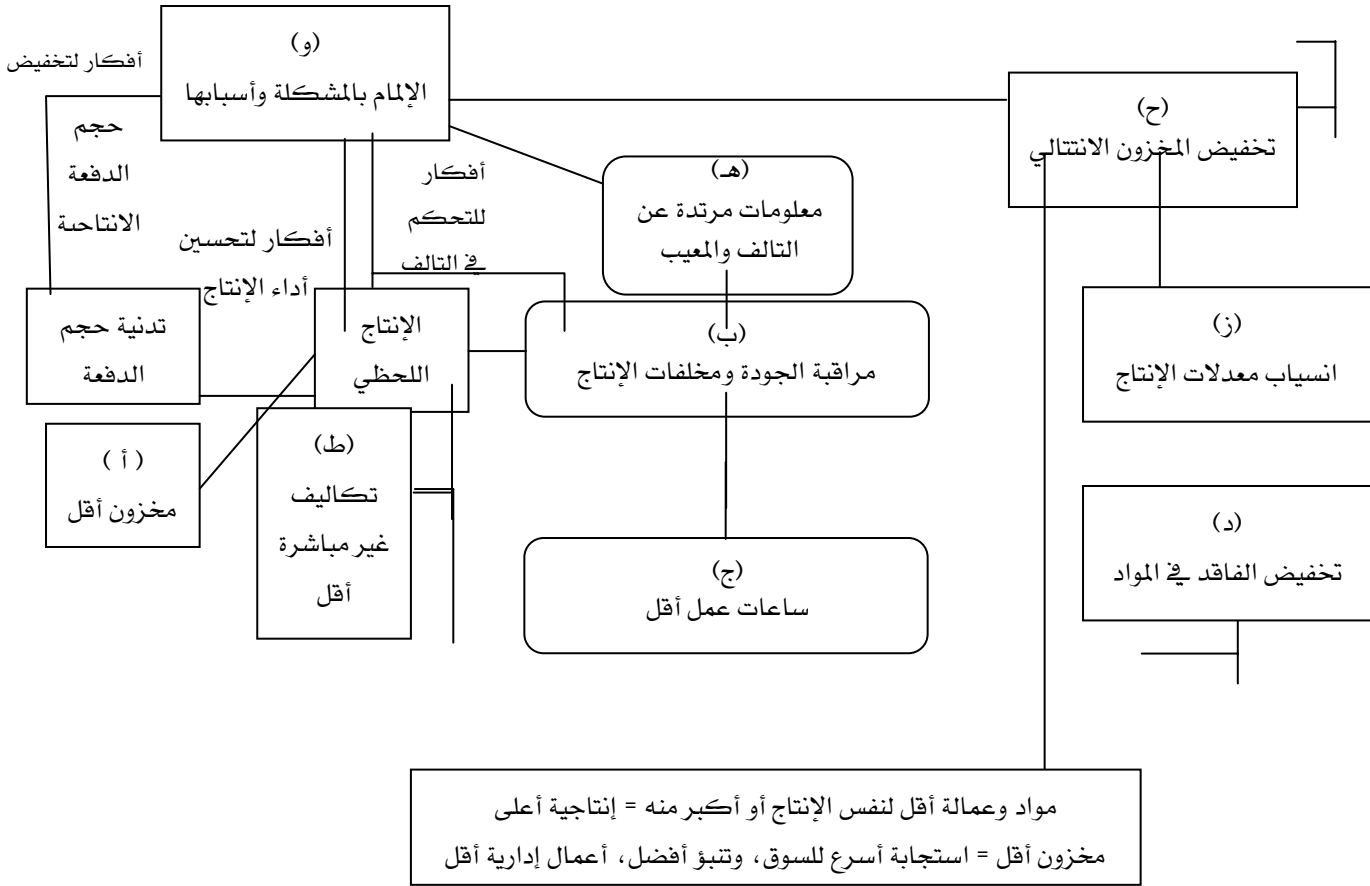 (و)
الإلمام بالمشكلة وأسبابها
أفكار لتخفيض
حجم
الدفعة
الانتاحىة
أفكار لتحسين
أداء الإنتاج
أفكار
للتحكم
في التالف
(ح)
تخفيض المخزون الانتتالي
(هـ)
معلومات مرتدة عن
التالف والمعيب
تدنية حجم
الدفعة
الإنتاج
اللحظي
(ب)
مراقبة الجودة ومخلفات الإنتاج
(ز)
انسياب معدلات الإنتاج
( أ )
مخزون أقل
(ط)
تكاليف
غير مباشرة
أقل
(ج)
ساعات عمل أقل
(د)
تخفيض الفاقد في المواد
مواد وعمالة أقل لنفس الإنتاج أو أكبر منه = إنتاجية أعلى
مخزون أقل = استجابة أسرع للسوق، وتنبؤ أفضل، أعمال إدارية أقل